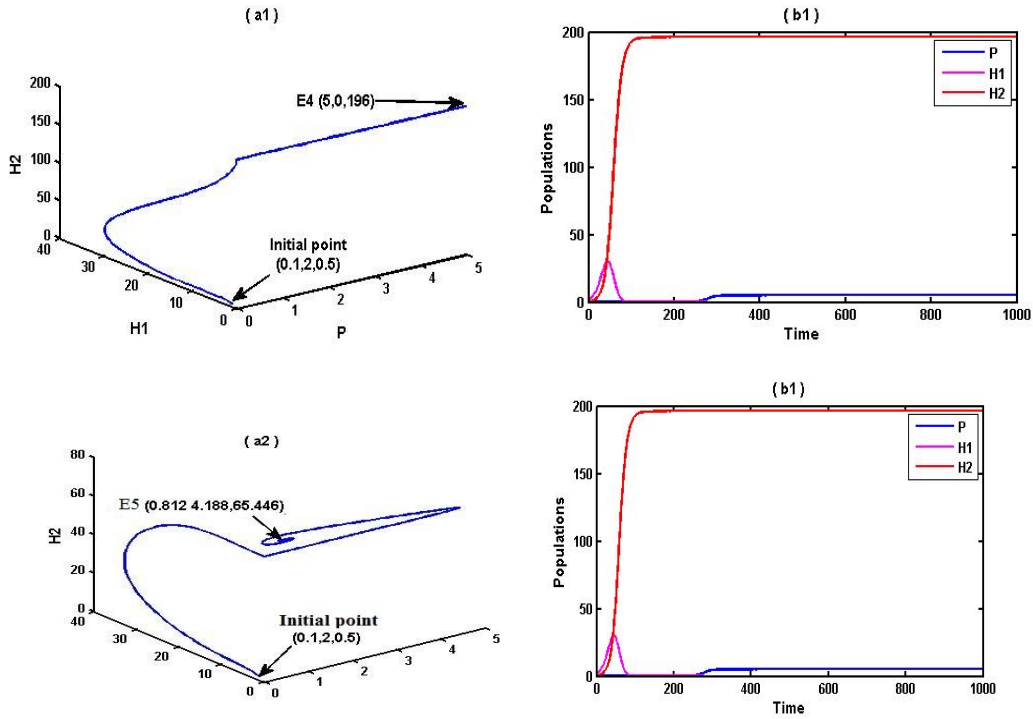 ( a1 )
200
150
100
50
0
H2
40
30
20
10
0
H1
0
1
2
3
4
5
P
E4 (5,0,196)
Initial point
(0.1,2,0.5)
( b1 )
200
150
100
50
0
Populations
0
200
400
600
800
1000
Time
P
H1
H2
( a2 )
80
60
40
20
0
H2
40
30
20
10
0
0
1
2
3
4
5
E5 (0.812 4.188,65.446)
Initial point
(0.1,2,0.5)
( b1 )
200
150
100
50
0
Populations
0
200
400
600
800
1000
Time
P
H1
H2